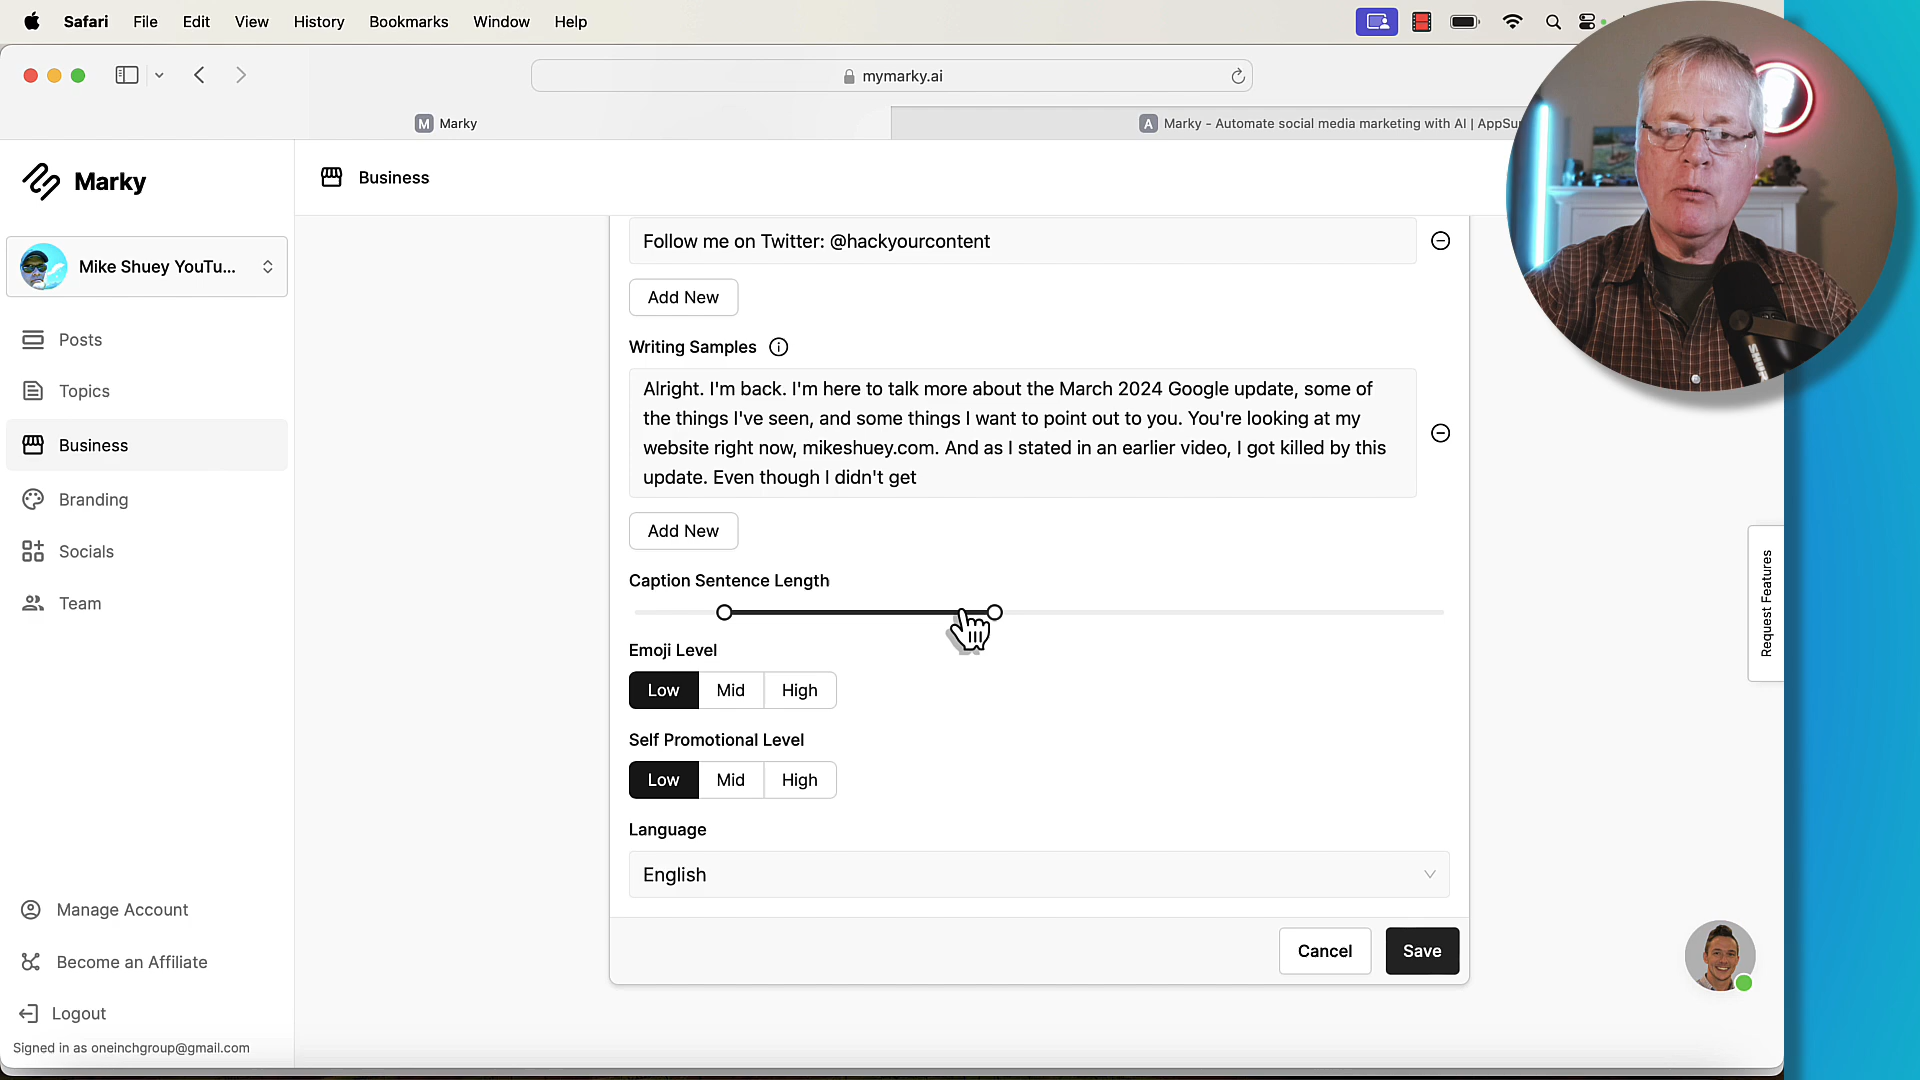 Safari File Edit View History Bookmarks Window Help
mymarky.ai
M Marky
A Marky - Automate social media marketing with AI | AppSu
Marky
Business
Mike Shuey YouTu...
Follow me on Twitter: @hackyourcontent
Add New
Posts
Writing Samples
Topics
Alright. I'm back. I'm here to talk more about the March 2024 Google update, some of
the things I've seen, and some things I want to point out to you. You're looking at my
website right now, mikeshuey.com. And as I stated in an earlier video, I got killed by this
update. Even though I didn't get
Business
Branding
Add New
Socials
Caption Sentence Length
Team
Request Features
Emoji Level
Low Mid High
Self Promotional Level
Low Mid High
Language
English
Manage Account
Cancel Save
Become an Affiliate
Logout
Signed in as oneinchgroup@gmail.com
SHURE